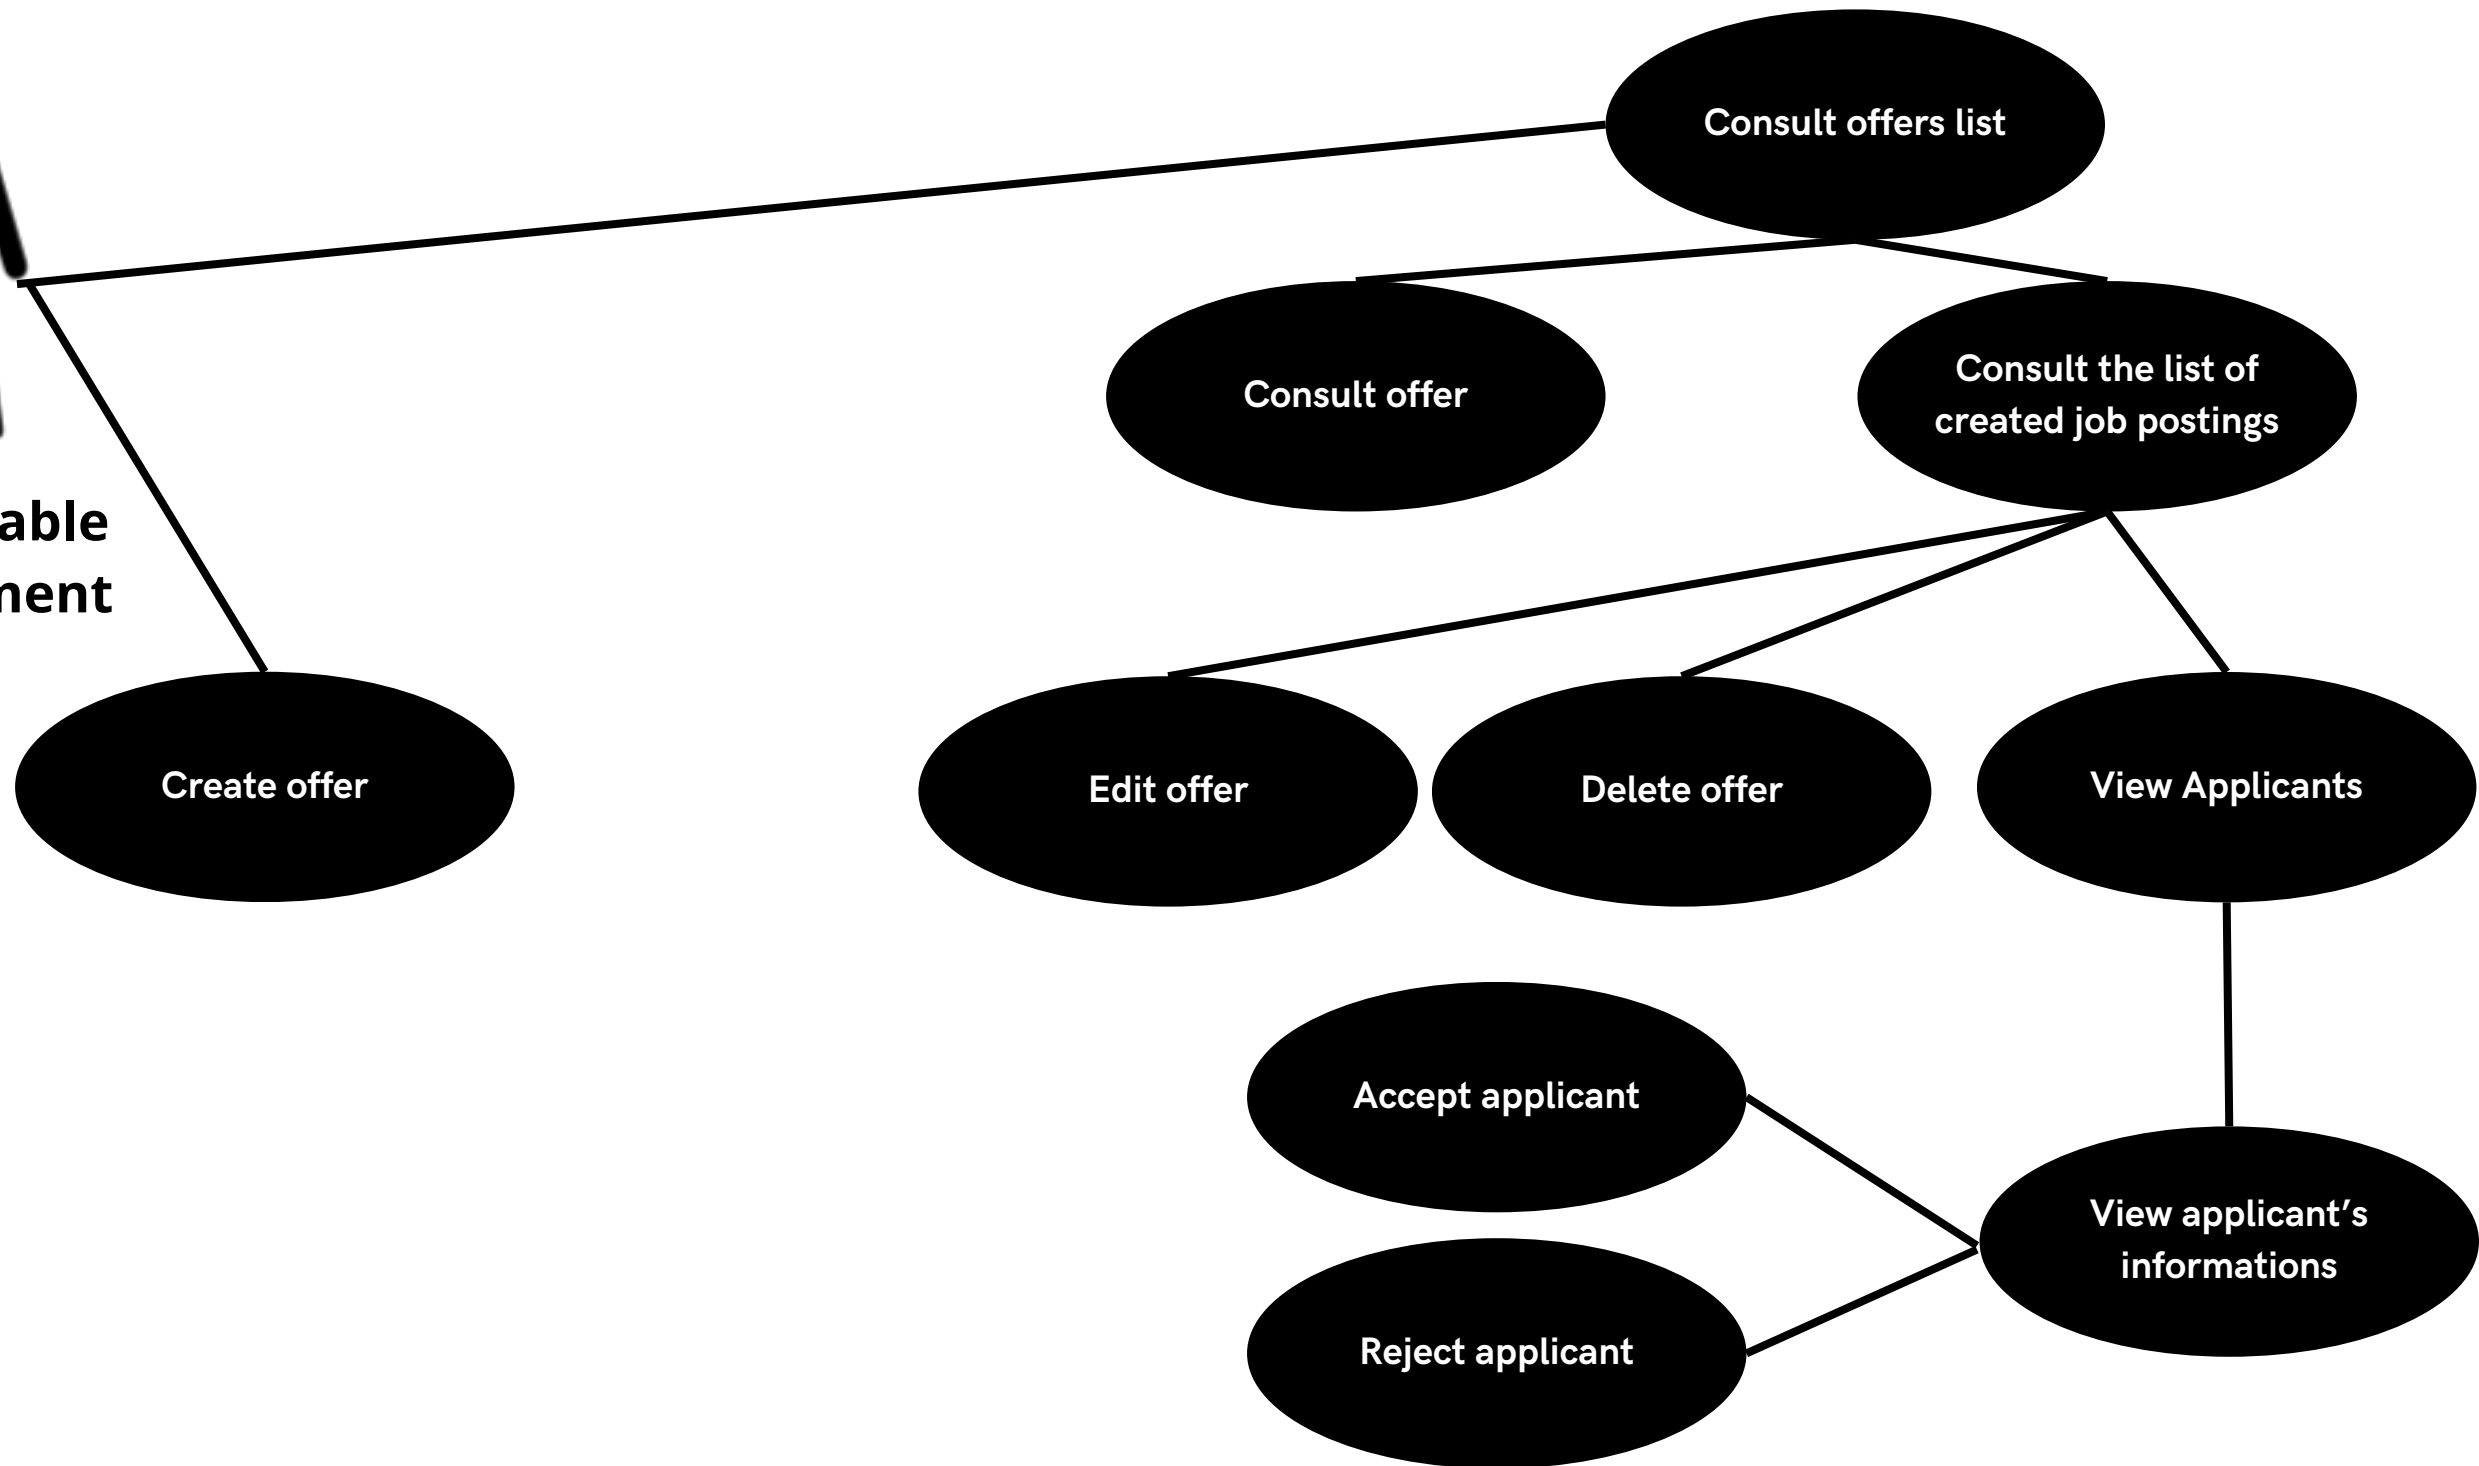 Consult offers list
Consult offer
Consult the list of
created job postings
able
ment
Create offer
Edit offer
Delete offer
View Applicants
Accept applicant
View applicant’s
informations
Reject applicant